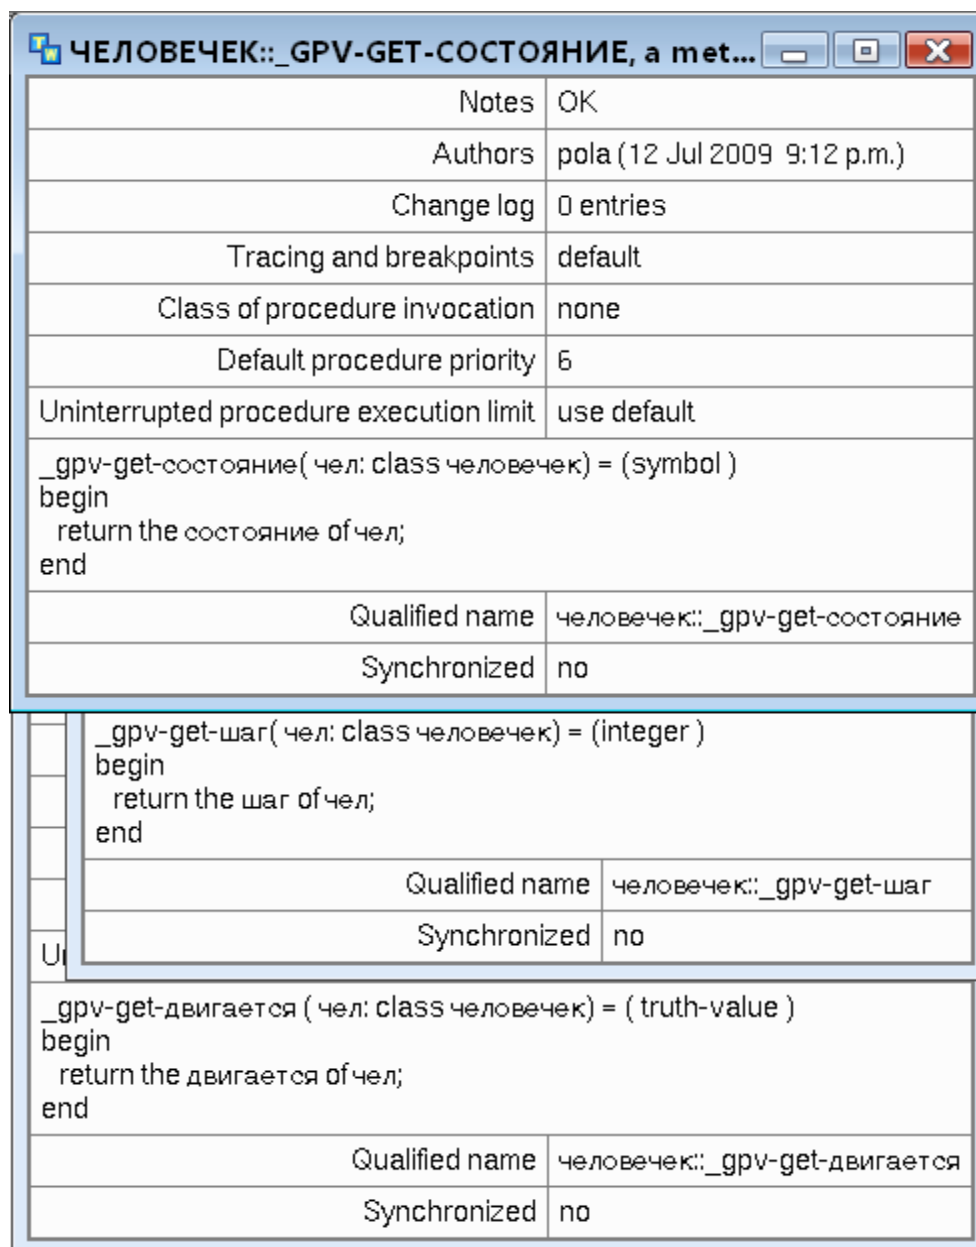 ЧЕЛОВЕЧЕК::_GPV-GET-СОСТОЯНИЕ, a met...
Notes OK
Authors pola (12 Jul 2009 9:12 p.m.)
Change log 0 entries
Tracing and breakpoints default
Class of procedure invocation none
Default procedure priority 6
Uninterrupted procedure execution limit use default
_gpv-get-состояние( чел: class человечек) = (symbol )
begin
return the состояние of чел;
end
Qualified name человечек::_gpv-get-состояние
Synchronized no
_gpv-get-шаг( чел: class человечек) = (integer )
begin
return the шаг of чел;
end
Qualified name человечек::_gpv-get-шаг
Synchronized no
_gpv-get-двигается ( чел: class человечек) = ( truth-value )
begin
return the двигается of чел;
end
Qualified name человечек::_gpv-get-двигается
Synchronized no